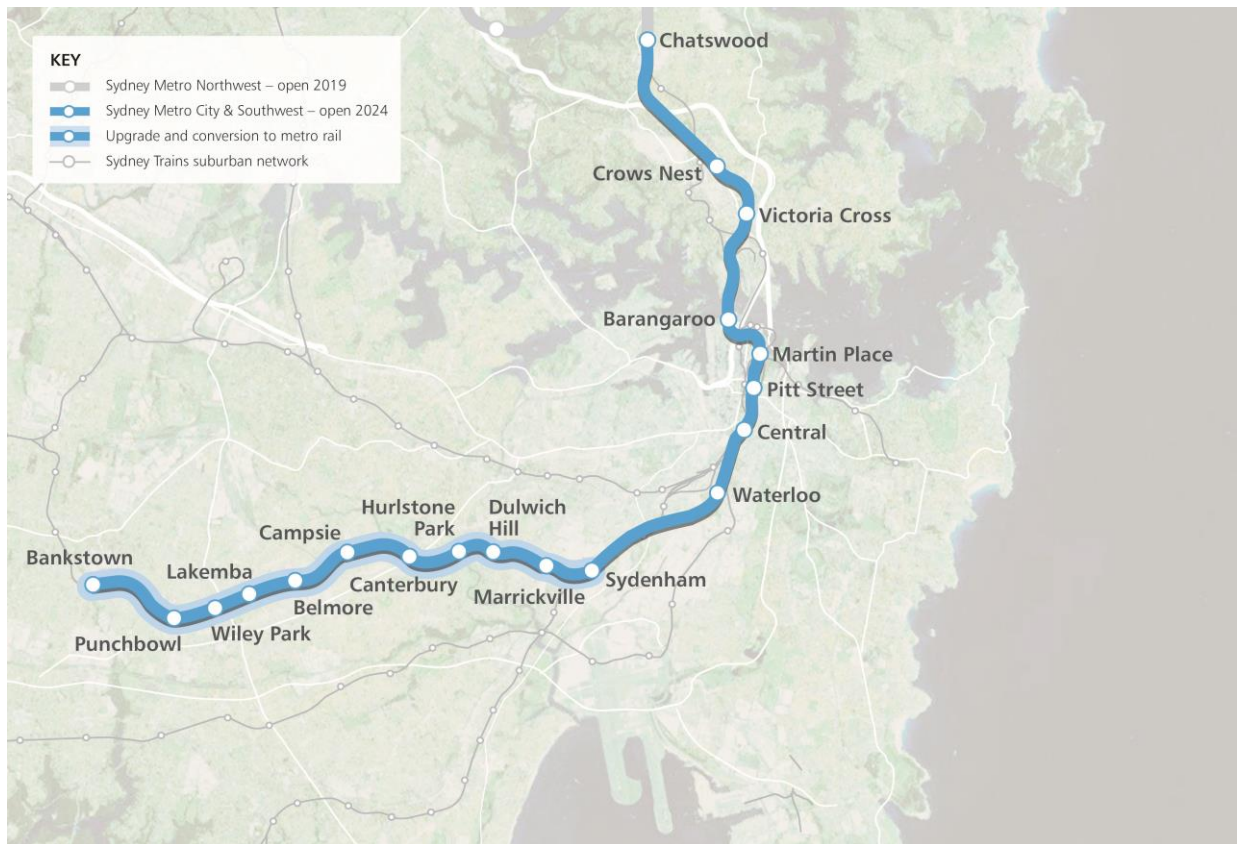 KEY
Sydney Metro Northwest – open 2019
Sydney Metro City & Southwest – open 2024
Upgrade and conversion to metro rail
Sydney Trains suburban network
Chatswood
Crows Nest
Victoria Cross
Barangaroo
Martin Place
Pitt Street
Central
Waterloo
Sydenham
Marrickville
Dulwich
Hill
Hurlstone
Park
Canterbury
Campsie
Belmore
Lakemba
Wiley Park
Punchbowl
Bankstown